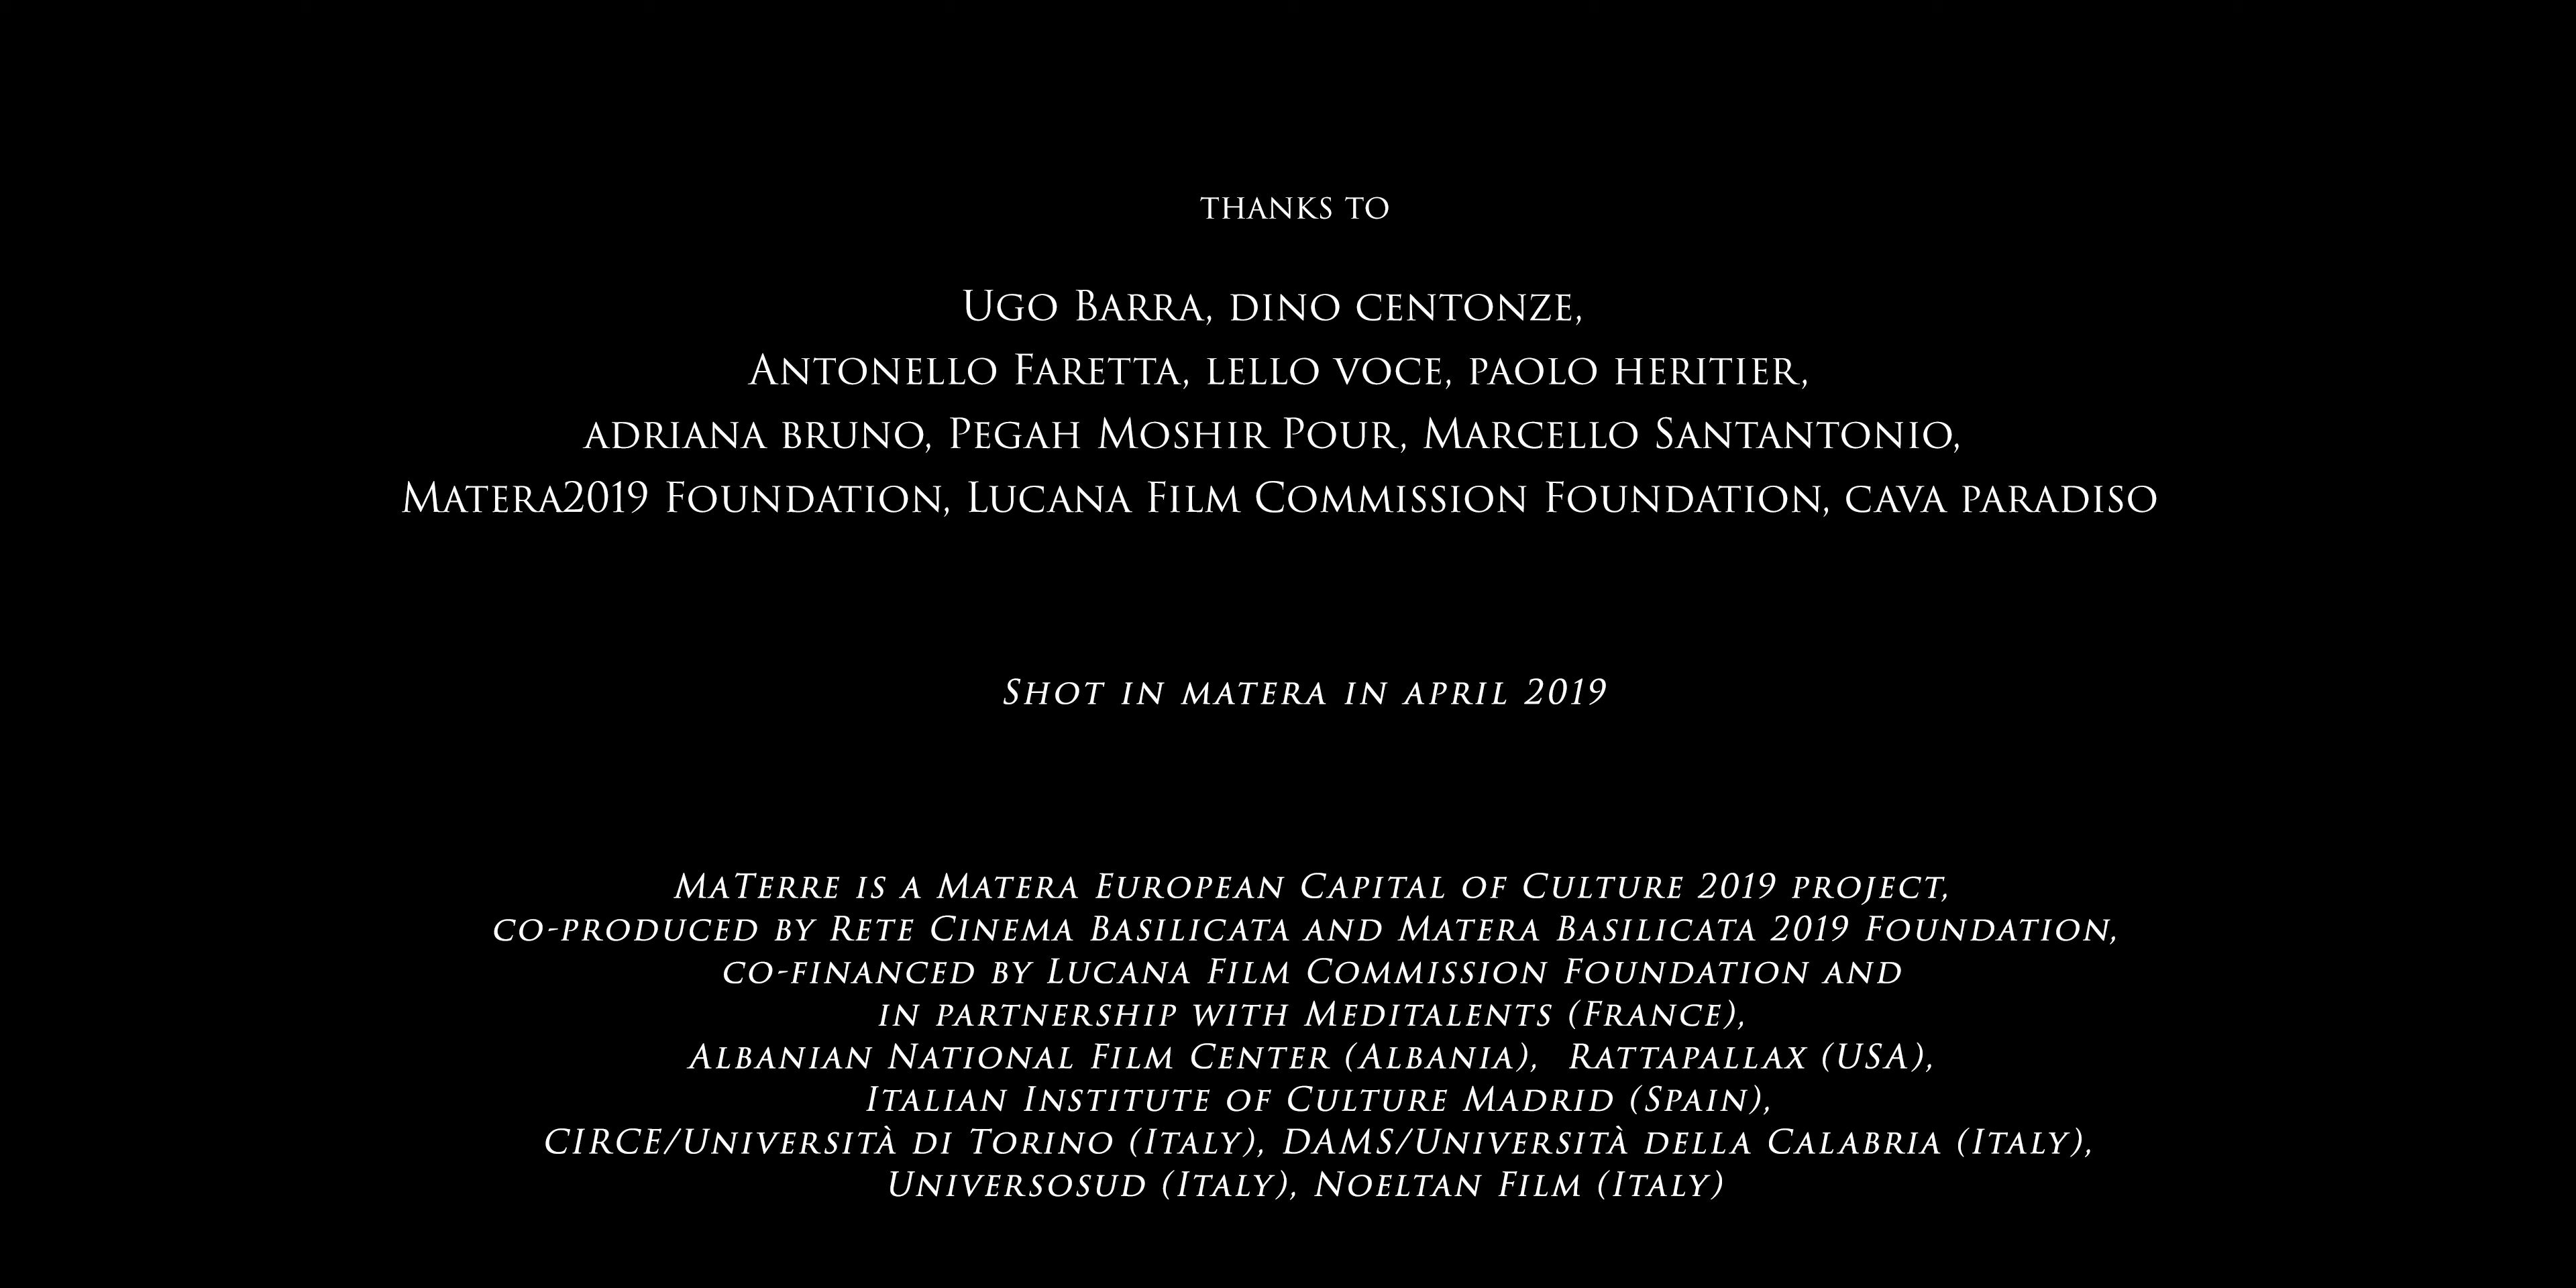 THANKS TO
UGO BARRA, DINO CENTONZE,
ANTONELLO FARETTA, LELLO VOCE, PAOLO HERITIER,
ADRIANA BRUNO, PEGAH MOSHIR POUR, MARCELLO SANTANTONIO,
MATERA2019 FOUNDATION, LUCANA FILM COMMISSION FOUNDATION, CAVA PARADISO
SHOT IN MATERA IN APRIL 2019
MATERRE IS A MATERA EUROPEAN CAPITAL OF CULTURE 2019 PROJECT,
CO-PRODUCED BY RETE CINEMA BASILICATA AND MATERA BASILICATA 2019 FOUNDATION,
CO-FINANCED BY LUCANA FILM COMMISSION FOUNDATION AND
IN PARTNERSHIP WITH MEDITALENTS (FRANCE),
ALBANIAN NATIONAL FILM CENTER (ALBANIA), RATTAPALLAX (USA),
ITALIAN INSTITUTE OF CULTURE MADRID (SPAIN),
CIRCE/UNIVERSITÀ DI TORINO (ITALY), DAMS/UNIVERSITÀ DELLA CALABRIA (ITALY),
UNIVERSOSUD (ITALY), NOELTAN FILM (ITALY)